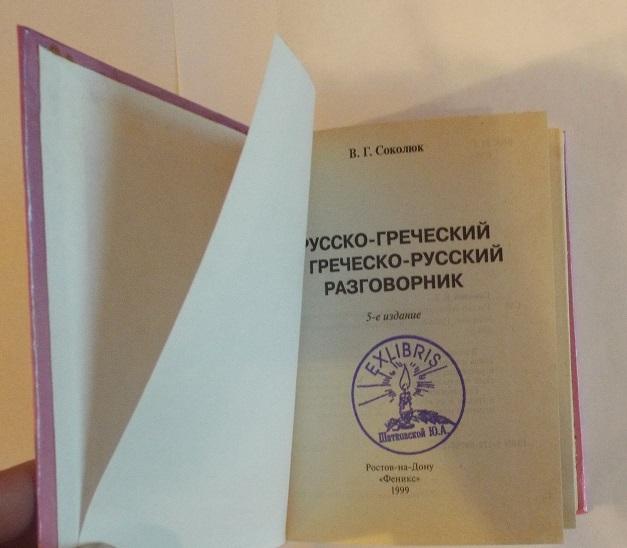 В. Г. Соколюк
РУССКО-ГРЕЧЕСКИЙ
ГРЕЧЕСКО-РУССКИЙ
РАЗГОВОРНИК
5-е издание
EXLIBRIS
Шатковской Ю.А.
Ростов-на-Дону
«Феникс»
1999